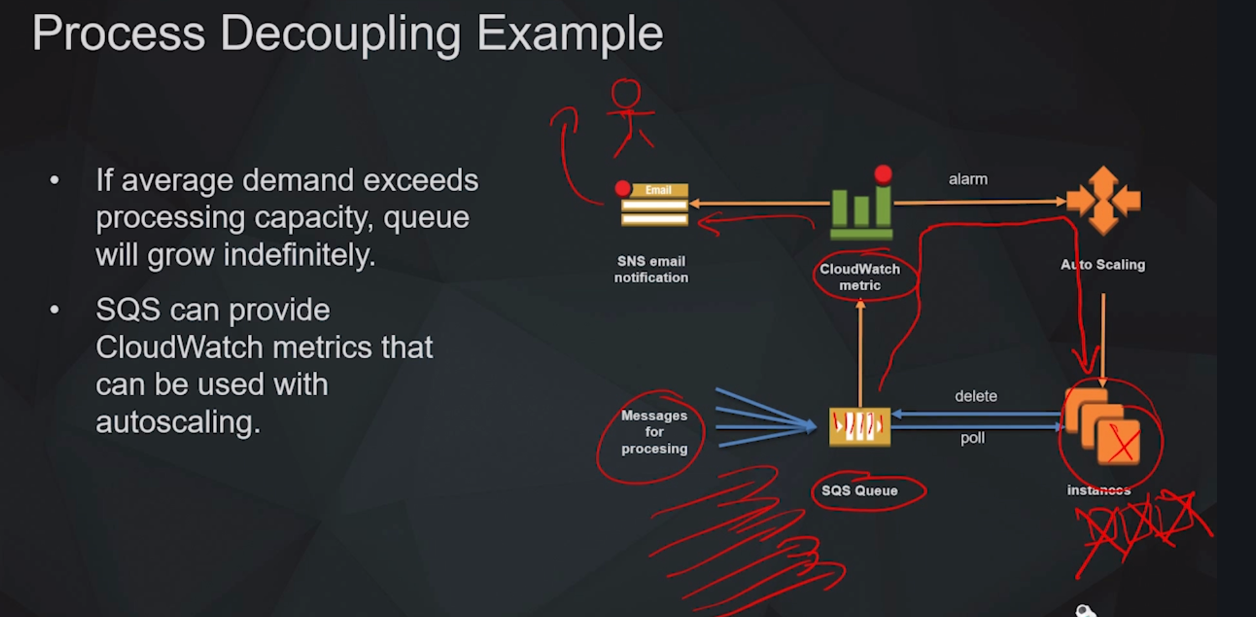 Process Decoupling Example
• If average demand exceeds
processing capacity, queue
will grow indefinitely.
• SQS can provide
CloudWatch metrics that
can be used with
autoscaling.
Email
SNS email
notification
CloudWatch
metric
alarm
Auto Scaling
Messages
for
procesing
SQS Queue
delete
poll
instances